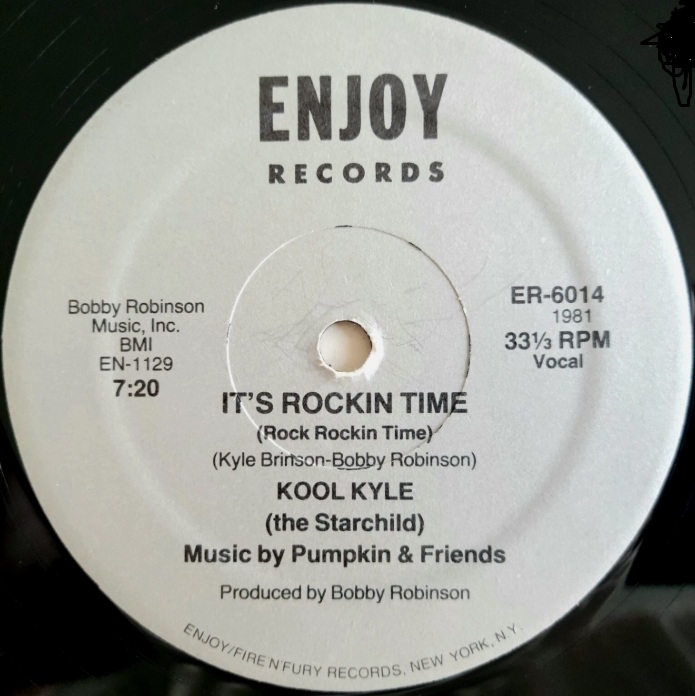 ENJOY
RECORDS
Bobby Robinson
Music, Inc.
BMI
EN-1129
7:20
ER-6014
1981
33⅓ RPM
Vocal
IT'S ROCKIN TIME
(Rock Rockin Time)
(Kyle Brinson-Bobby Robinson)
KOOL KYLE
(the Starchild)
Music by Pumpkin & Friends
Produced by Bobby Robinson
ENJOY/FIRE'N'FURY RECORDS, NEW YORK, N.Y.